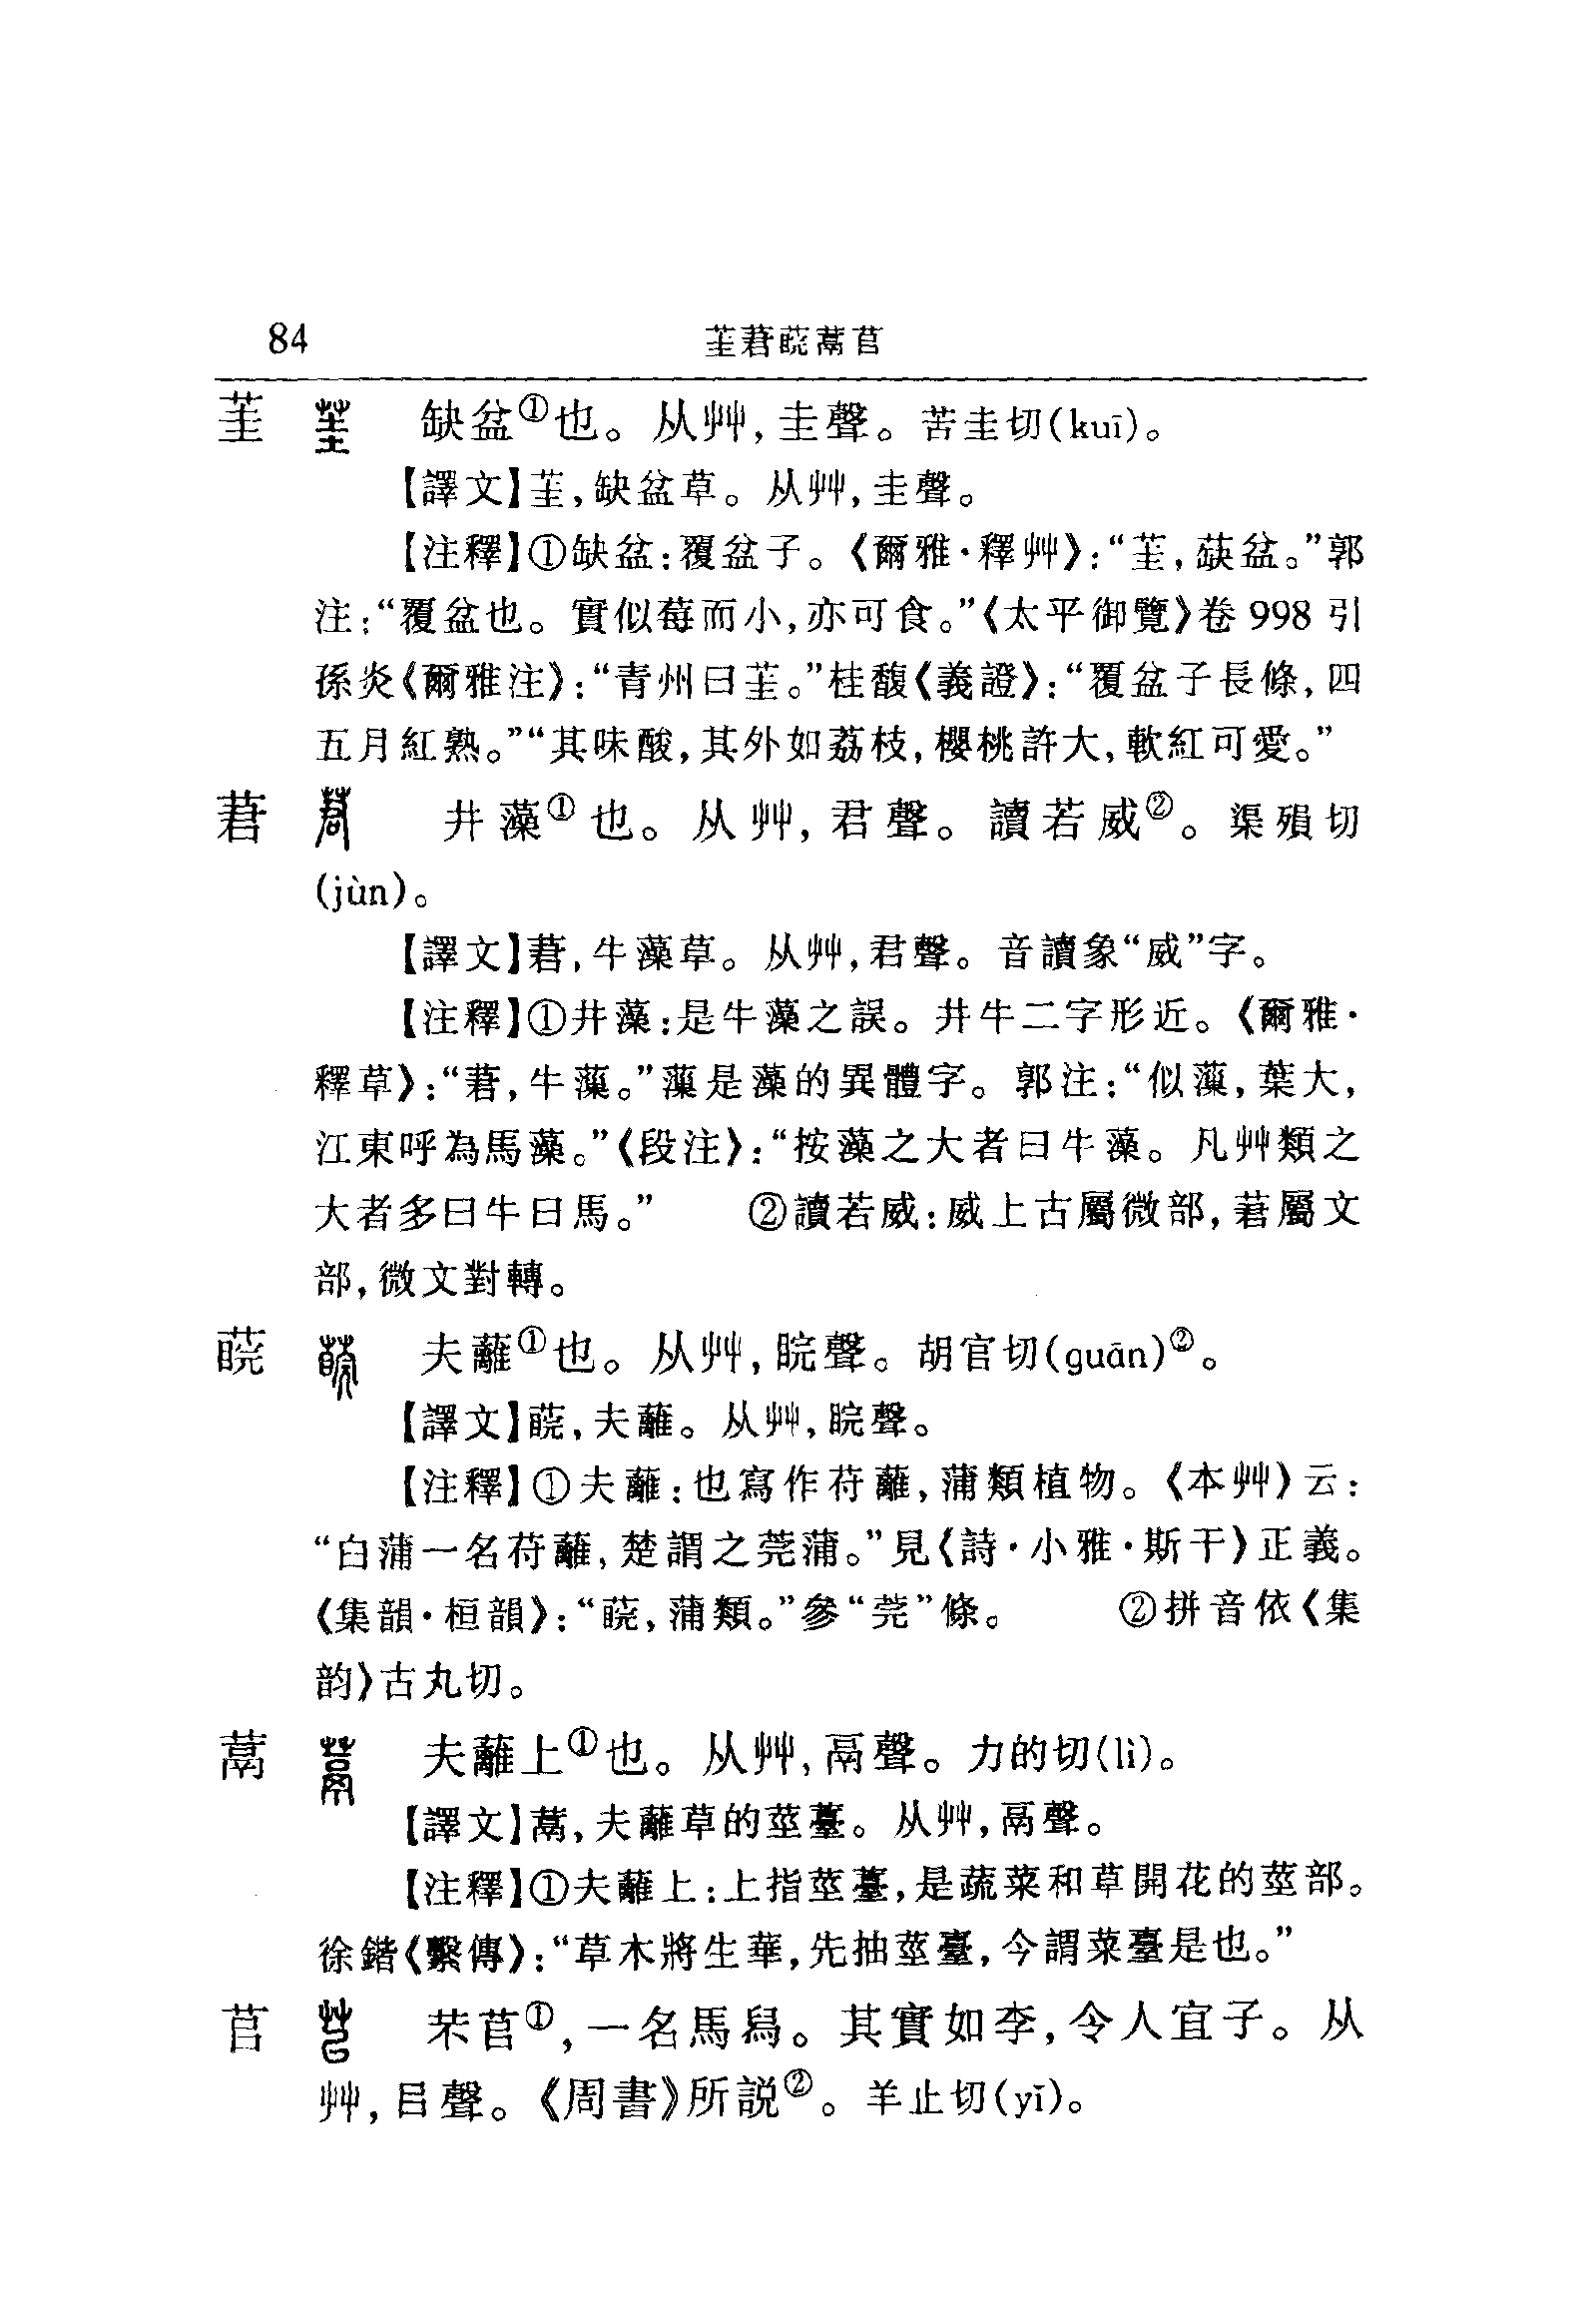 84 茥莙䕠䔁苢
茥 缺盆①也。从艸,圭聲。苦圭切(kuī)。
【譯文】茥,缺盆草。从艸,圭聲。
【注釋】①缺盆:覆盆子。《爾雅·釋艸》:“茥,蒛盆。”郭
注:“覆盆也。實似莓而小,亦可食。”《太平御覽》卷998引
孫炎《爾雅注》:“青州曰茥。”桂馥《義證》:“覆盆子長條,四
五月紅熟。”“其味酸,其外如荔枝,櫻桃許大,軟紅可愛。”
莙 井藻①也。从艸,君聲。讀若威②。渠殞切
(jùn)。
【譯文】莙,牛藻草。从艸,君聲。音讀象“威”字。
【注釋】①井藻:是牛藻之誤。井牛二字形近。《爾雅·
釋草》:“莙,牛薻。”薻是藻的異體字。郭注:“似薻,葉大,
江東呼為馬藻。”《段注》:“按藻之大者曰牛藻。凡艸類之
大者多曰牛曰馬。” ②讀若威:威上古屬微部,莙屬文
部,微文對轉。
䕠 夫蘺①也。从艸,睆聲。胡官切(guān)②。
【譯文】䕠,夫蘺。从艸,睆聲。
【注釋】①夫蘺:也寫作苻蘺,蒲類植物。《本艸》云:
“白蒲一名苻蘺,楚謂之莞蒲。”見《詩·小雅·斯干》正義。
《集韻·桓韻》:“䕠,蒲類。”參“莞”條。 ②拼音依《集
韵》古丸切。
䔁 夫蘺上①也。从艸,鬲聲。力的切(lì)。
【譯文】䔁,夫蘺草的莖薹。从艸,鬲聲。
【注釋】①夫蘺上:上指莖薹,是蔬菜和草開花的莖部。
徐鍇《繫傳》:“草木將生華,先抽莖臺,今謂菜臺是也。”
苢 芣苢①,一名馬舄。其實如李,令人宜子。从
艸,㠯聲。《周書》所説②。羊止切(yǐ)。